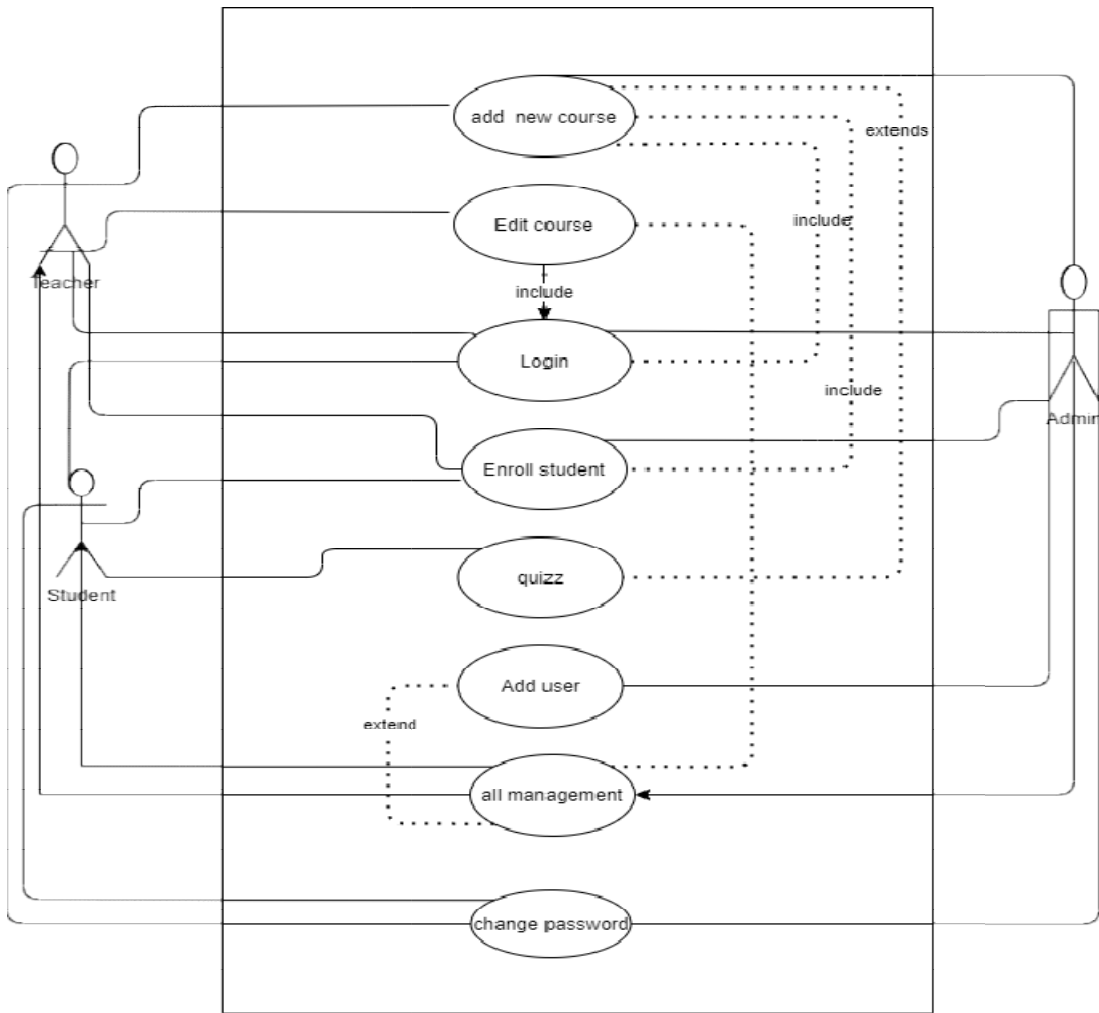 add new course
extends
Edit course
include
Teacher
include
Login
include
Admin
Enroll student
quizz
Student
Add user
extend
all management
change password